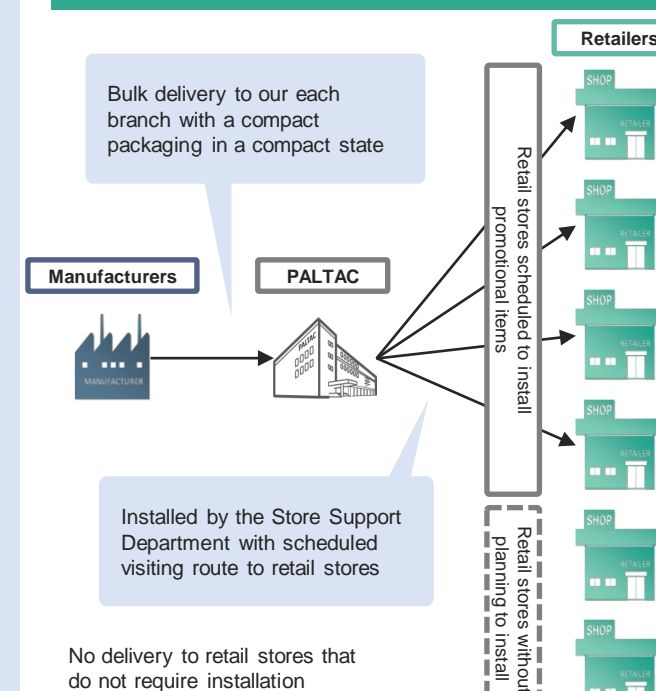 Retailers
Bulk delivery to our each
branch with a compact
packaging in a compact state
Manufacturers
PALTAC
MANUFACTURER
PALTAC
Retail stores scheduled to install
promotional items
SHOP
RETAILER
SHOP
RETAILER
SHOP
RETAILER
SHOP
RETAILER
SHOP
RETAILER
SHOP
RETAILER
Installed by the Store Support
Department with scheduled
visiting route to retail stores
Retail stores without
planning to install
No delivery to retail stores that
do not require installation